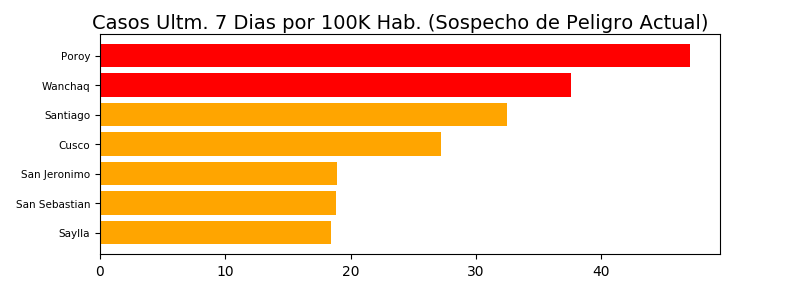 Casos Ultm. 7 Dias por 100K Hab. (Sospecho de Peligro Actual)
Poroy
Wanchaq
Santiago
Cusco
San Jeronimo
San Sebastian
Saylla
0 10 20 30 40